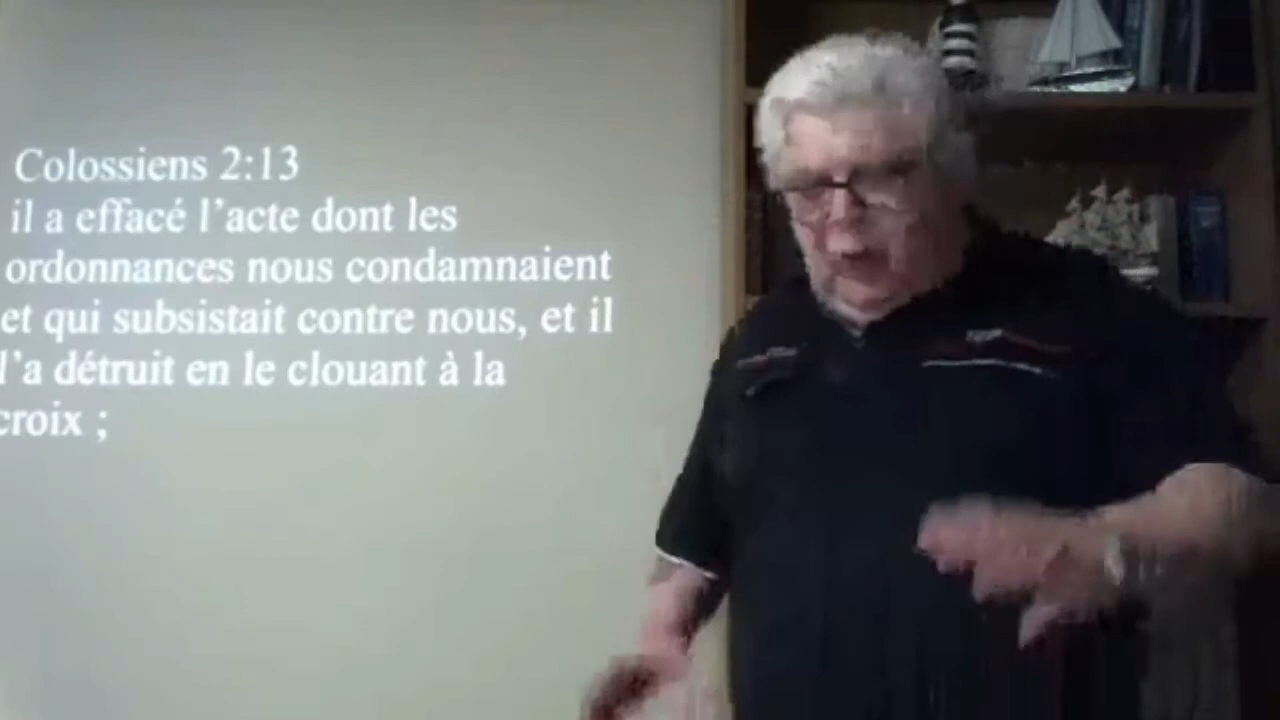 Colossiens 2:13
il a effacé l’acte dont les
ordonnances nous condamnaient
et qui subsistait contre nous, et il
l’a détruit en le clouant à la
croix ;